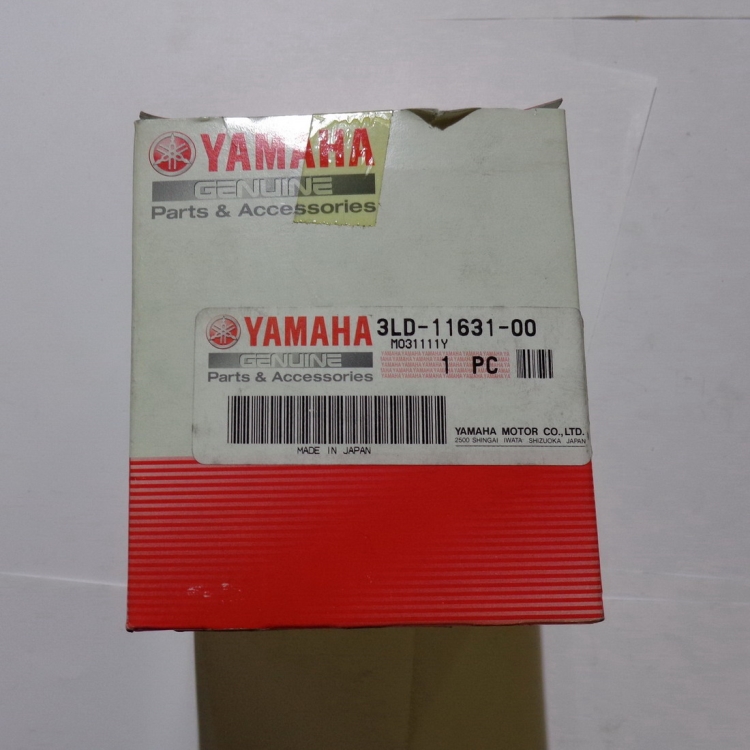 YAMAHA
GENUINE
Parts & Accessories
YAMAHA
GENUINE
Parts & Accessories
3LD-11631-00
M031111Y
1 PC
MADE IN JAPAN
YAMAHA MOTOR CO.,LTD.
2500 SHINGAI IWATA SHIZUOKA JAPAN